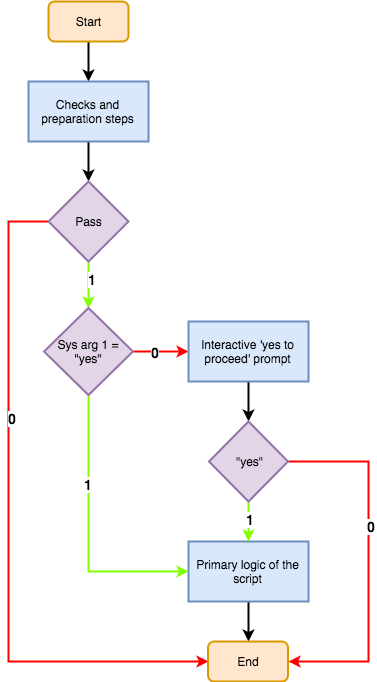 Start
Checks and
preparation steps
Pass
1
Sys arg 1 =
"yes"
0
Interactive 'yes to
proceed' prompt
0
"yes"
1
1
0
Primary logic of the
script
End